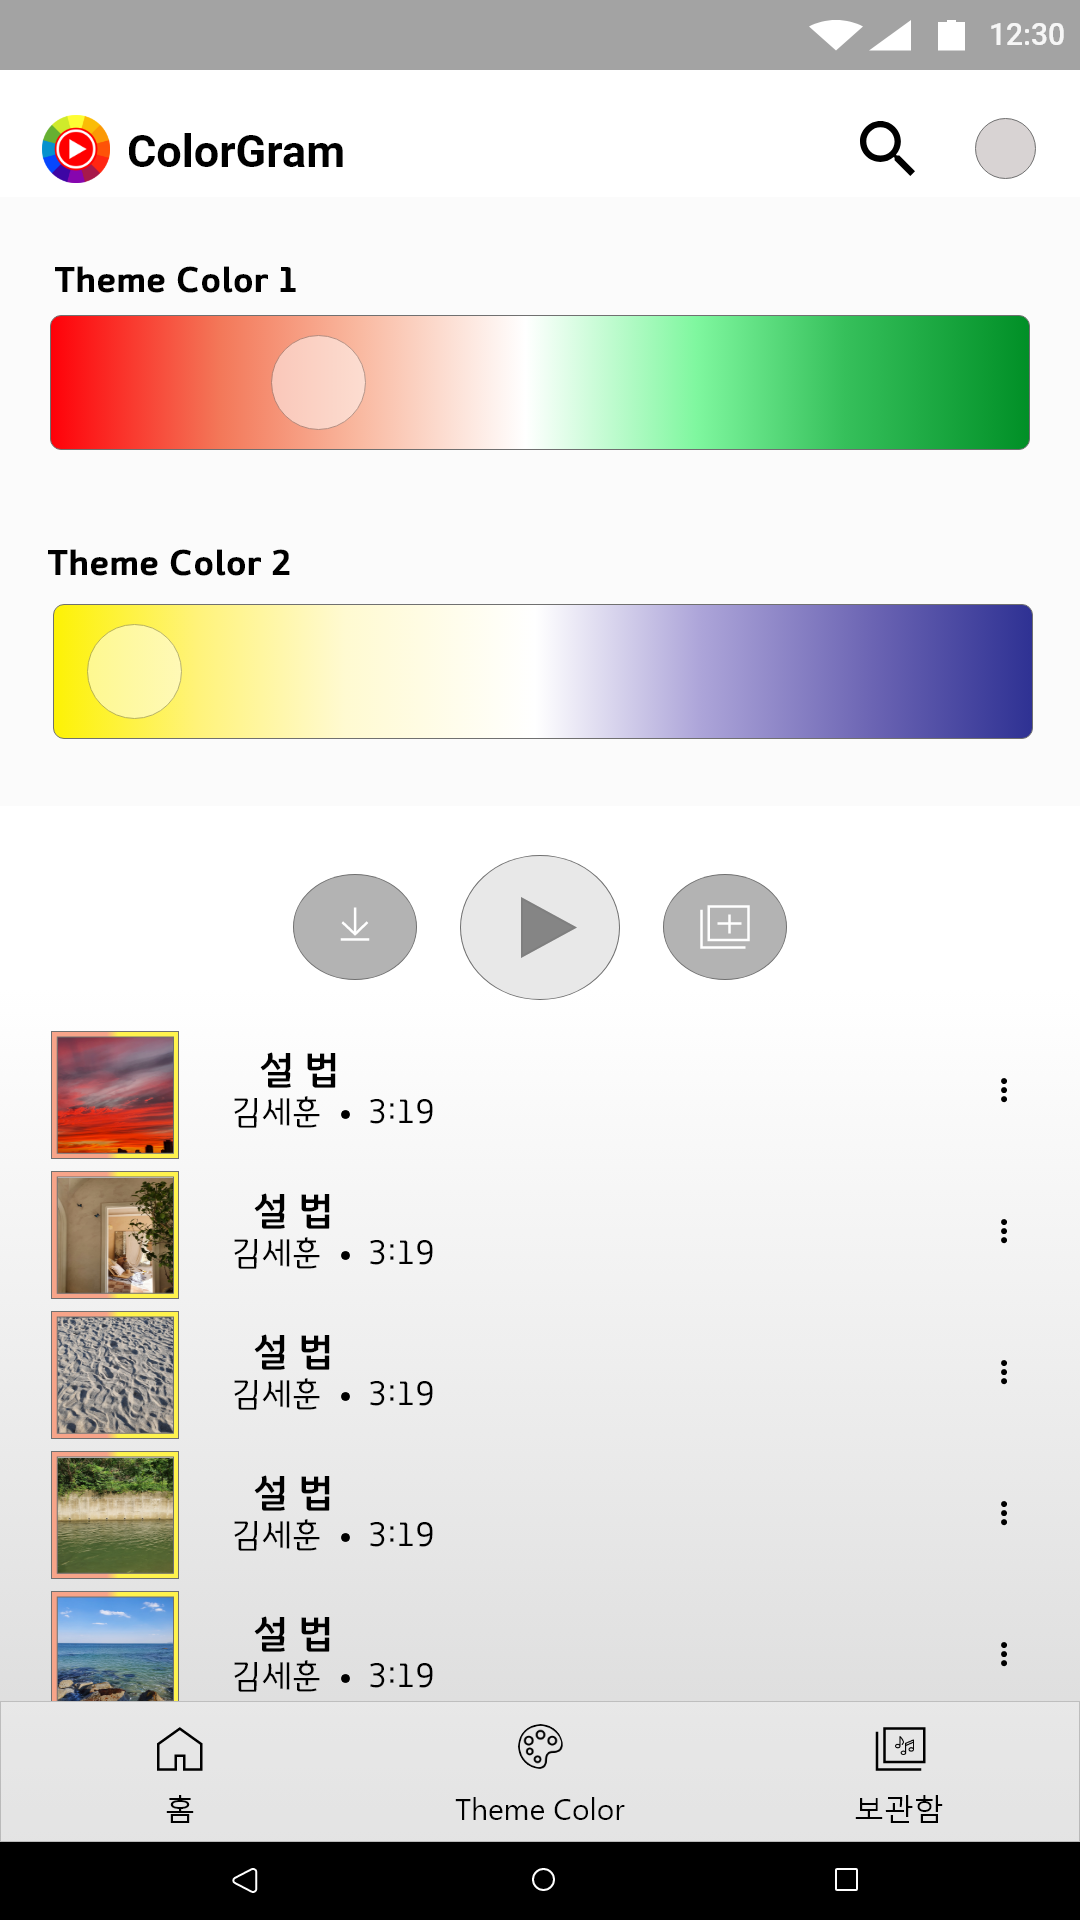 12:30
ColorGram
Theme Color 1
Theme Color 2
설 법
김세훈 • 3:19
설 법
김세훈 • 3:19
설 법
김세훈 • 3:19
설 법
김세훈 • 3:19
설 법
김세훈 • 3:19
홈
Theme Color
보관함